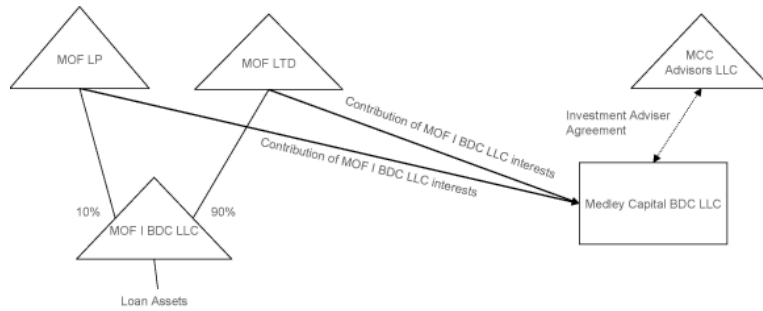 MOF LP
MOF LTD
MCC
Advisors LLC
Contribution of MOF I BDC LLC interests
Investment Adviser
Agreement
Contribution of MOF I BDC LLC interests
Medley Capital BDC LLC
10%
90%
MOF I BDC LLC
Loan Assets